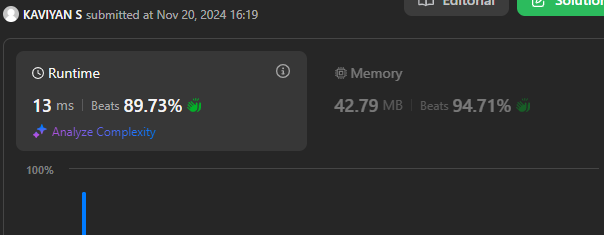 Editorial
Solution
KAVIYAN S submitted at Nov 20, 2024 16:19
Runtime
13 ms | Beats 89.73%
Analyze Complexity
Memory
42.79 MB | Beats 94.71%
100%